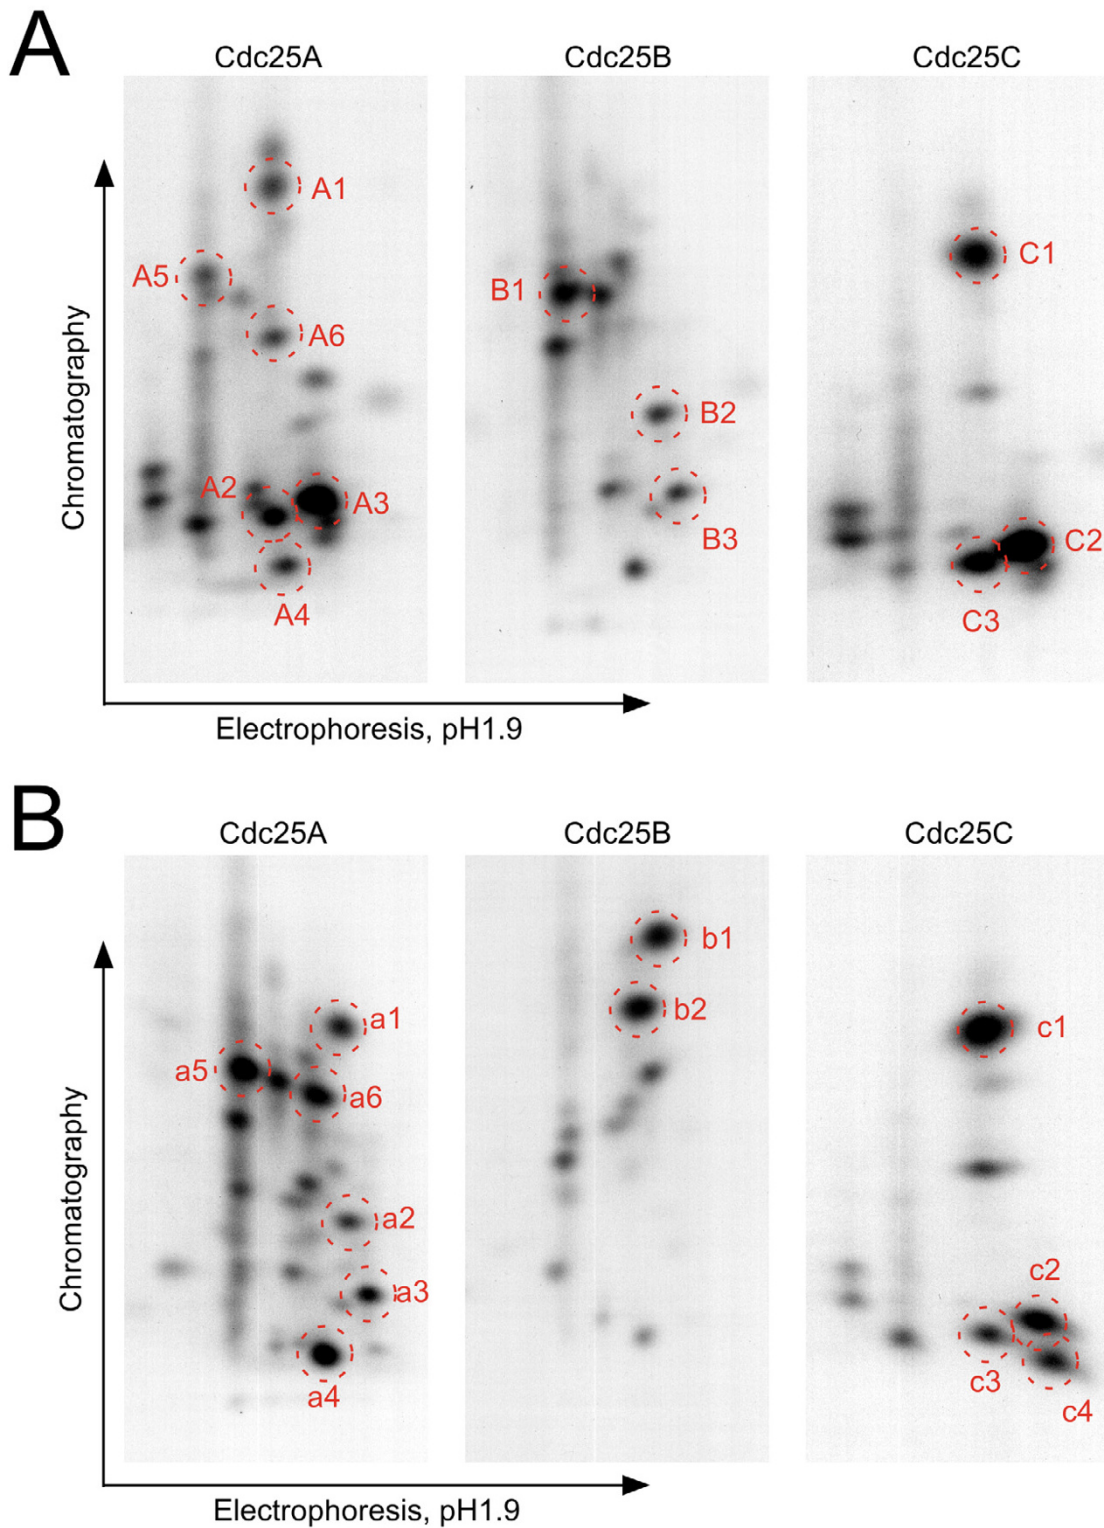 A
Cdc25A
Cdc25B
Cdc25C
A1
A5
A6
A2
A3
A4
B1
B2
B3
C1
C2
C3
Chromatography
Electrophoresis, pH1.9
B
Cdc25A
Cdc25B
Cdc25C
a1
a5
a6
a2
a3
a4
b1
b2
c1
c2
c3
c4
Chromatography
Electrophoresis, pH1.9